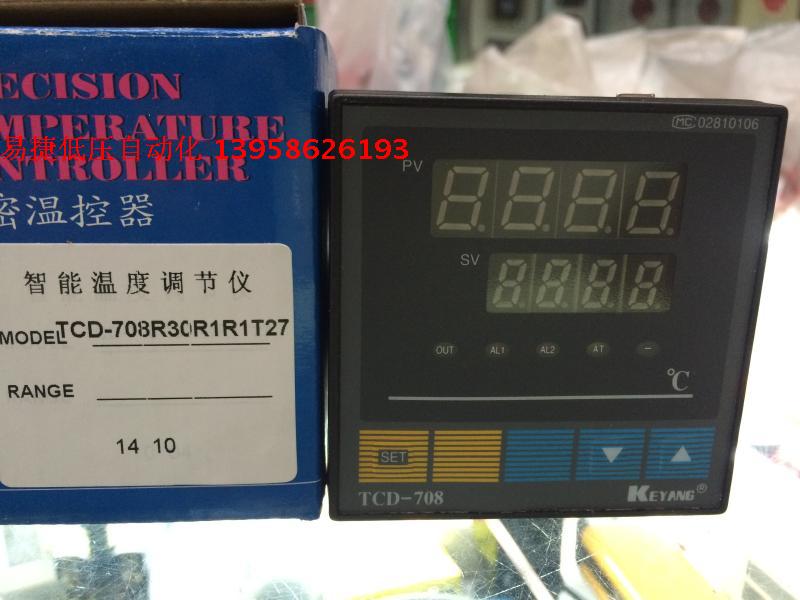 ECISION
MPERATURE
易捷低压自动化 13958626193
NTROLLER
密温控器
智能温度调节仪
MODEL TCD-708R30R1R1T27
RANGE
14 10
MC 02810106
PV
8888
SV
8888
OUT AL1 AL2 AT −
℃
SET ▼ ▲
TCD-708 KEYANG®